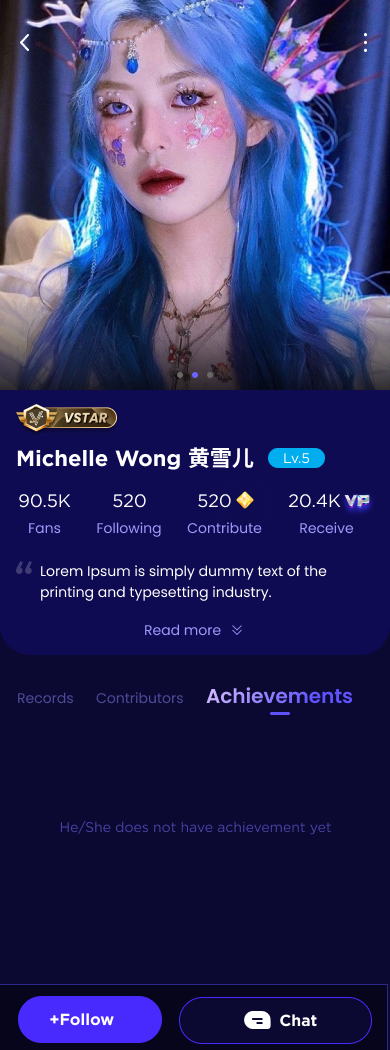 VSTAR
Michelle Wong 黄雪儿 Lv.5
90.5K 520 520 20.4K VP
Fans Following Contribute Receive
“ Lorem Ipsum is simply dummy text of the
printing and typesetting industry.
Read more
Records Contributors Achievements
He/She does not have achievement yet
+Follow Chat